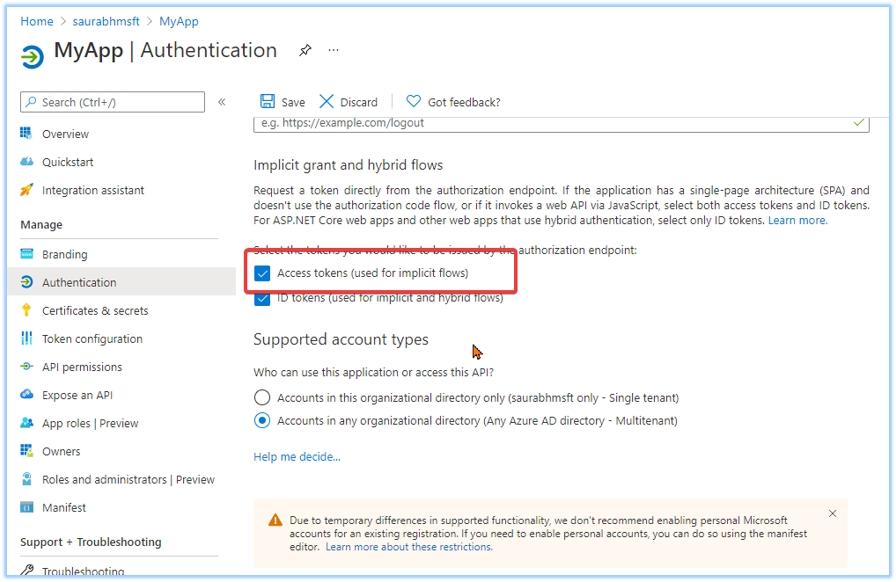 Home > saurabhmsft > MyApp
MyApp | Authentication
Search (Ctrl+/)
Overview
Quickstart
Integration assistant
Manage
Branding
Authentication
Certificates & secrets
Token configuration
API permissions
Expose an API
App roles | Preview
Owners
Roles and administrators | Preview
Manifest
Support + Troubleshooting
Troubleshooting
Save Discard Got feedback?
e.g. https://example.com/logout
Implicit grant and hybrid flows
Request a token directly from the authorization endpoint. If the application has a single-page architecture (SPA) and
doesn't use the authorization code flow, or if it invokes a web API via JavaScript, select both access tokens and ID tokens.
For ASP.NET Core web apps and other web apps that use hybrid authentication, select only ID tokens. Learn more.
Select the tokens you would like to be issued by the authorization endpoint:
Access tokens (used for implicit flows)
ID tokens (used for implicit and hybrid flows)
Supported account types
Who can use this application or access this API?
Accounts in this organizational directory only (saurabhmsft only - Single tenant)
Accounts in any organizational directory (Any Azure AD directory - Multitenant)
Help me decide...
Due to temporary differences in supported functionality, we don't recommend enabling personal Microsoft
accounts for an existing registration. If you need to enable personal accounts, you can do so using the manifest
editor. Learn more about these restrictions.